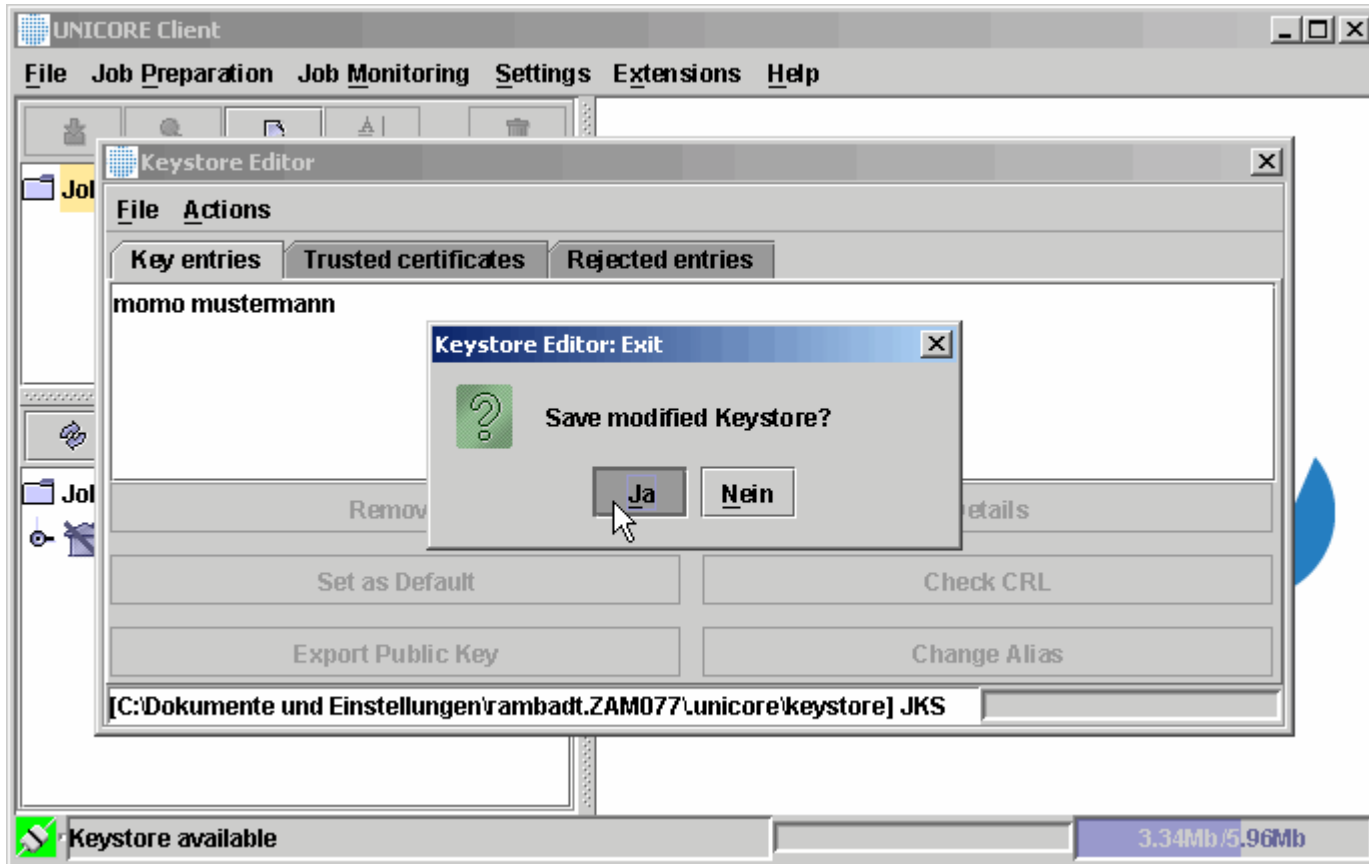 UNICORE Client
File Job Preparation Job Monitoring Settings Extensions Help
Keystore Editor
File Actions
Key entries Trusted certificates Rejected entries
momo mustermann
Keystore Editor: Exit
Save modified Keystore?
Ja Nein
Set as Default Check CRL
Export Public Key Change Alias
[C:\Dokumente und Einstellungen\rambadt.ZAM077\.unicore\keystore] JKS
Keystore available 3.34Mb/5.96Mb